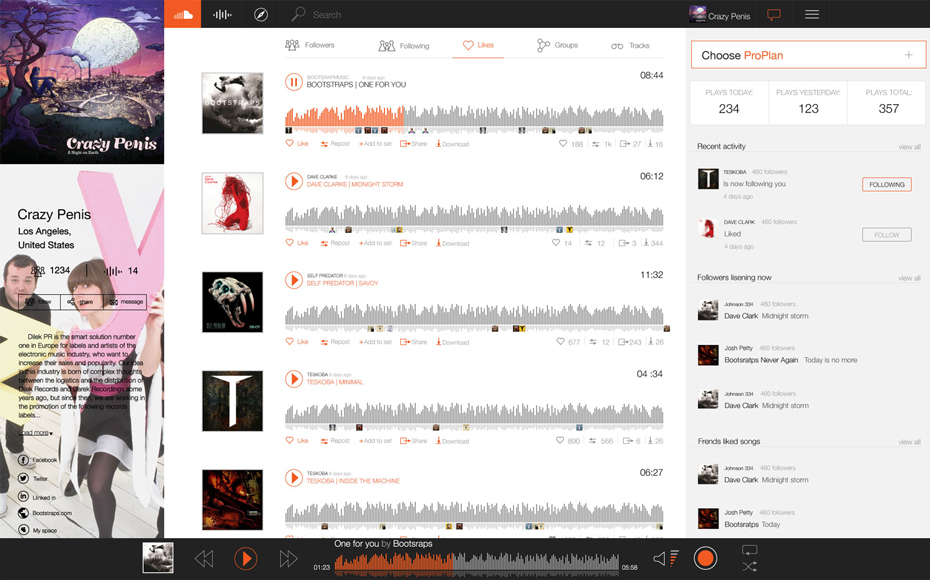 Search
Crazy Penis
Crazy Penis
A Night on Earth
Crazy Penis
Los Angeles,
United States
1234
14
follow
share
message
Dilek PR is the smart solution number
one in Europe for labels and artists of the
electronic music industry, who want to
increase their sales and popularity. Our idea
in this industry is born of complex thoughts
between the logistics and the distribution of
Dilek Records and Darek Recordings some
years ago, but since then, we are working in
the promotion of the following records
labels...
Load more
Facebook
Twitter
LIinked in
Bootstraps.com
My space
Followers
Following
Likes
Groups
Tracks
BOOTSTRAPS
BOOTSTRAPMUSIC 6 days ago
BOOTSTRAPS | ONE FOR YOU
08:44
Like
Repost
+Add to set
Share
Download
188
1k
27
16
DAVE CLARKE 6 days ago
DAVE CLARKE | MIDNIGHT STORM
06:12
Like
Repost
+Add to set
Share
Download
14
12
3
344
SELF PREDATOR 6 days ago
SELF PREDATOR | SAVOY
11:32
Like
Repost
+Add to set
Share
Download
677
12
243
28
TESKOBA 6 days ago
TESKOBA | MINIMAL
04 :34
Like
Repost
+Add to set
Share
Download
890
566
6
26
TESKOBA 6 days ago
TESKOBA | INSIDE THE MACHINE
06:27
Choose ProPlan
+
PLAYS TODAY:
234
PLAYS YESTERDAY:
123
PLAYS TOTAL:
357
Recent activity
view all
TESKOBA 460 followers
Is now following you
4 days ago
FOLLOWING
DAVE CLARK 460 followers
Liked
4 days ago
FOLLOW
Followers lisening now
view all
Johnson 334 460 followers
Dave Clark Midnight storm
Josh Petty 460 followers
Bootsratps Never Again Today is no more
Johnson 334 460 followers
Dave Clark Midnight storm
Frends liked songs
view all
Johnson 334 460 followers
Dave Clark Midnight storm
Josh Petty 460 followers
Bootsratps Today
One for you by Bootsraps
01:23
05:58